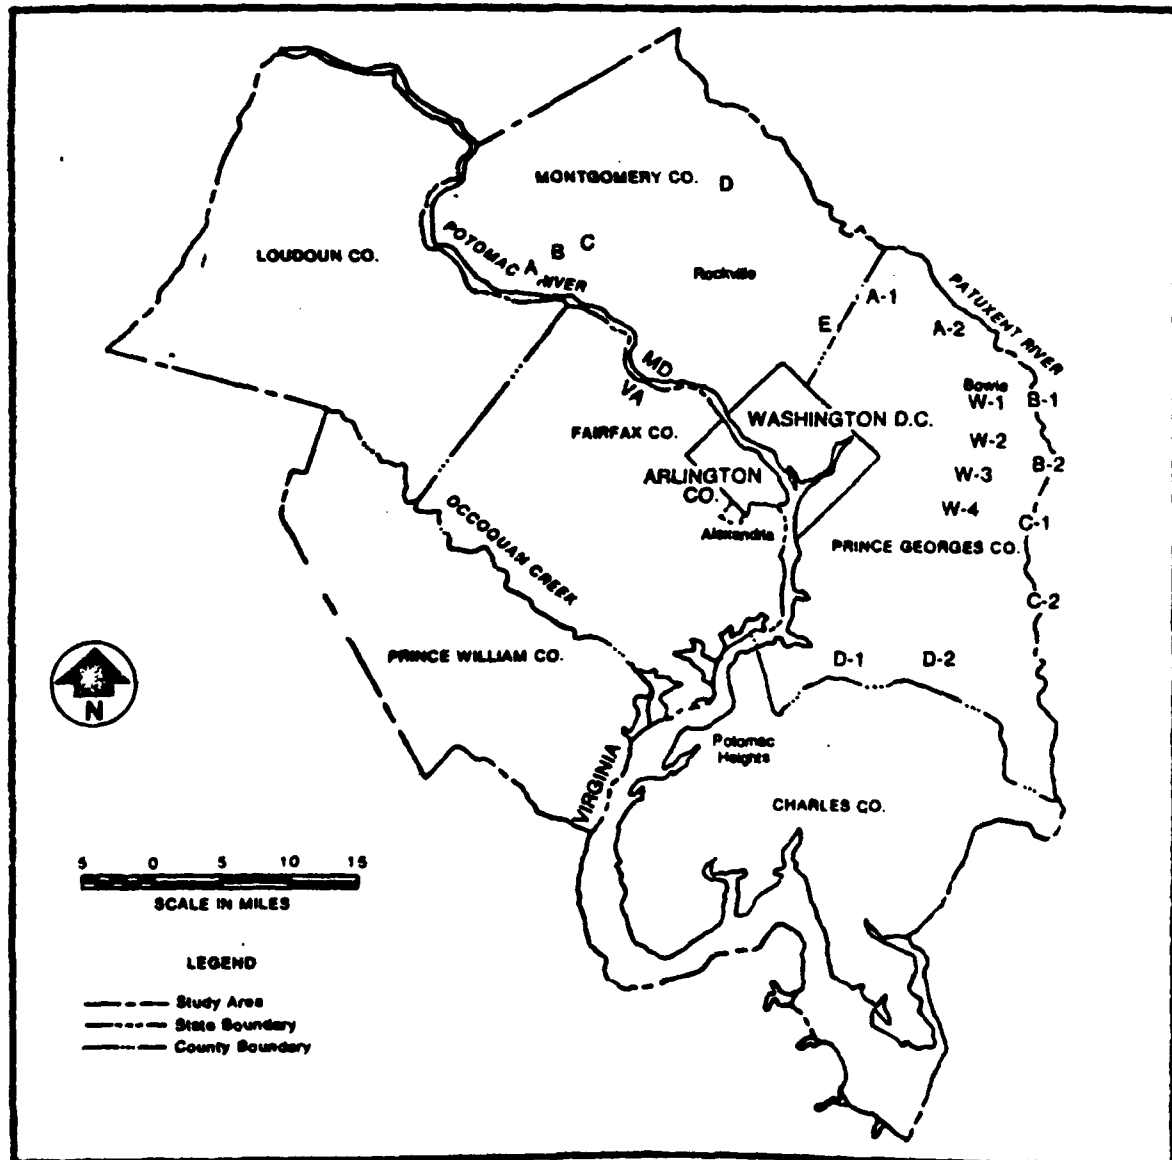 MONTGOMERY CO.
D
LOUDOUN CO.
POTOMAC RIVER
A
B
C
Rockville
A-1
PATUXENT RIVER
A-2
E
MD
VA
Bowie
W-1
B-1
WASHINGTON D.C.
FAIRFAX CO.
W-2
B-2
ARLINGTON
CO.
W-3
W-4
Alexandria
C-1
OCCOQUAN CREEK
PRINCE GEORGES CO.
C-2
PRINCE WILLIAM CO.
D-1
D-2
N
VIRGINIA
Potomac
Heights
CHARLES CO.
5 0 5 10 15
SCALE IN MILES
LEGEND
Study Area
State Boundary
County Boundary